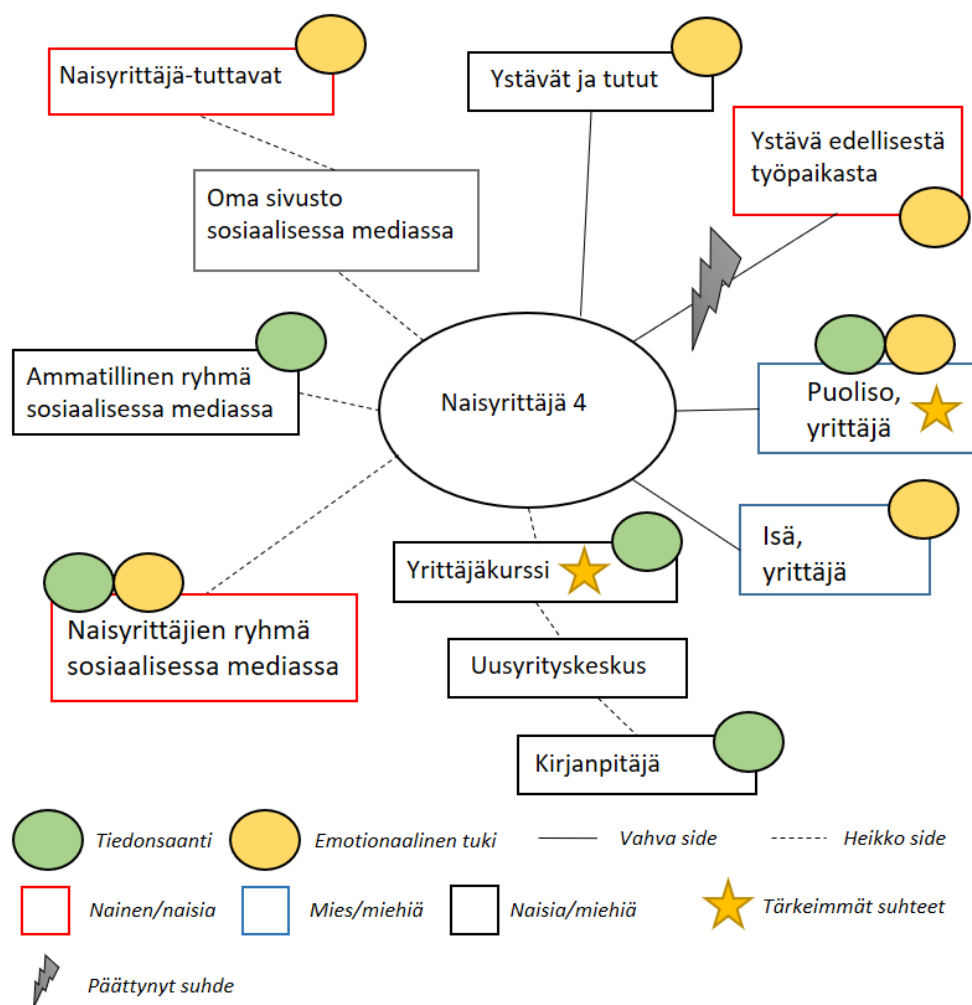 Naisyrittäjä-tuttavat
Ystävät ja tutut
Ystävä edellisestä
työpaikasta
Oma sivusto
sosiaalisessa mediassa
Ammatillinen ryhmä
sosiaalisessa mediassa
Naisyrittäjä 4
Puoliso,
yrittäjä
Isä,
yrittäjä
Yrittäjäkurssi
Naisyrittäjien ryhmä
sosiaalisessa mediassa
Uusyrityskeskus
Kirjanpitäjä
Tiedonsaanti
Emotionaalinen tuki
Vahva side
Heikko side
Nainen/naisia
Mies/miehiä
Naisia/miehiä
Tärkeimmät suhteet
Päättynyt suhde